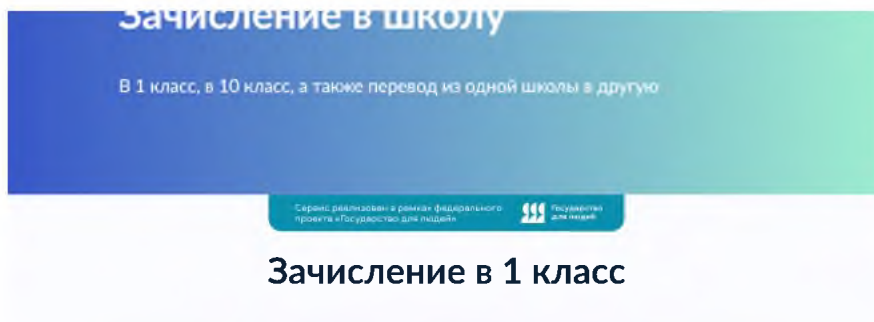 Зачисление в школу
В 1 класс, в 10 класс, а также перевод из одной школы в другую
Сервис реализован в рамках федерального
проекта «Государство для людей»
Государство
для людей
Зачисление в 1 класс